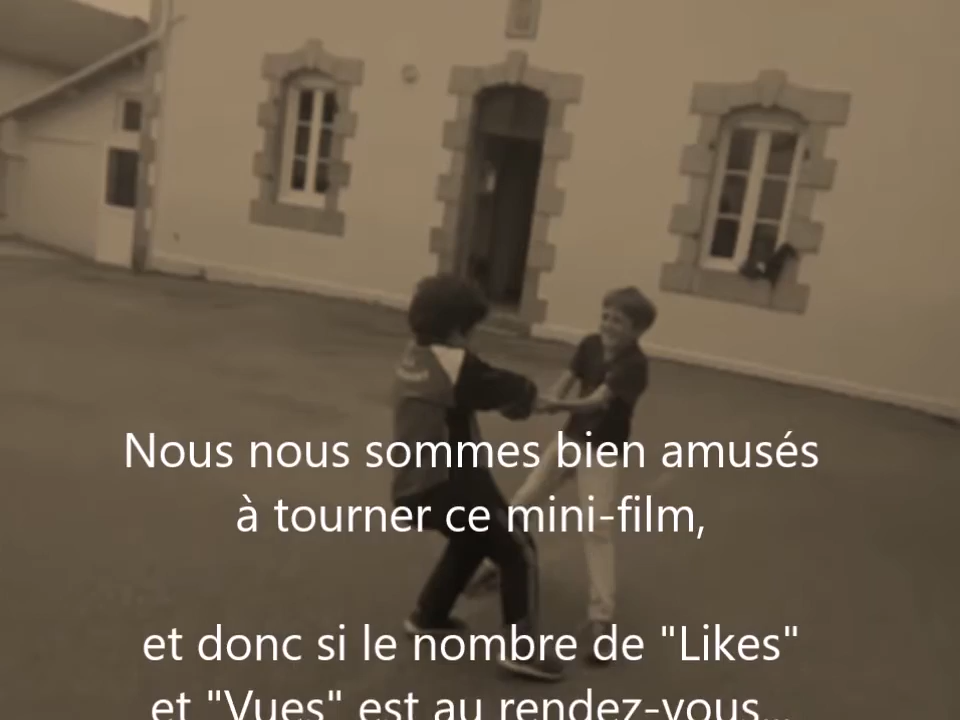 Nous nous sommes bien amusés
à tourner ce mini-film,
et donc si le nombre de "Likes"
et "Vues" est au rendez-vous...